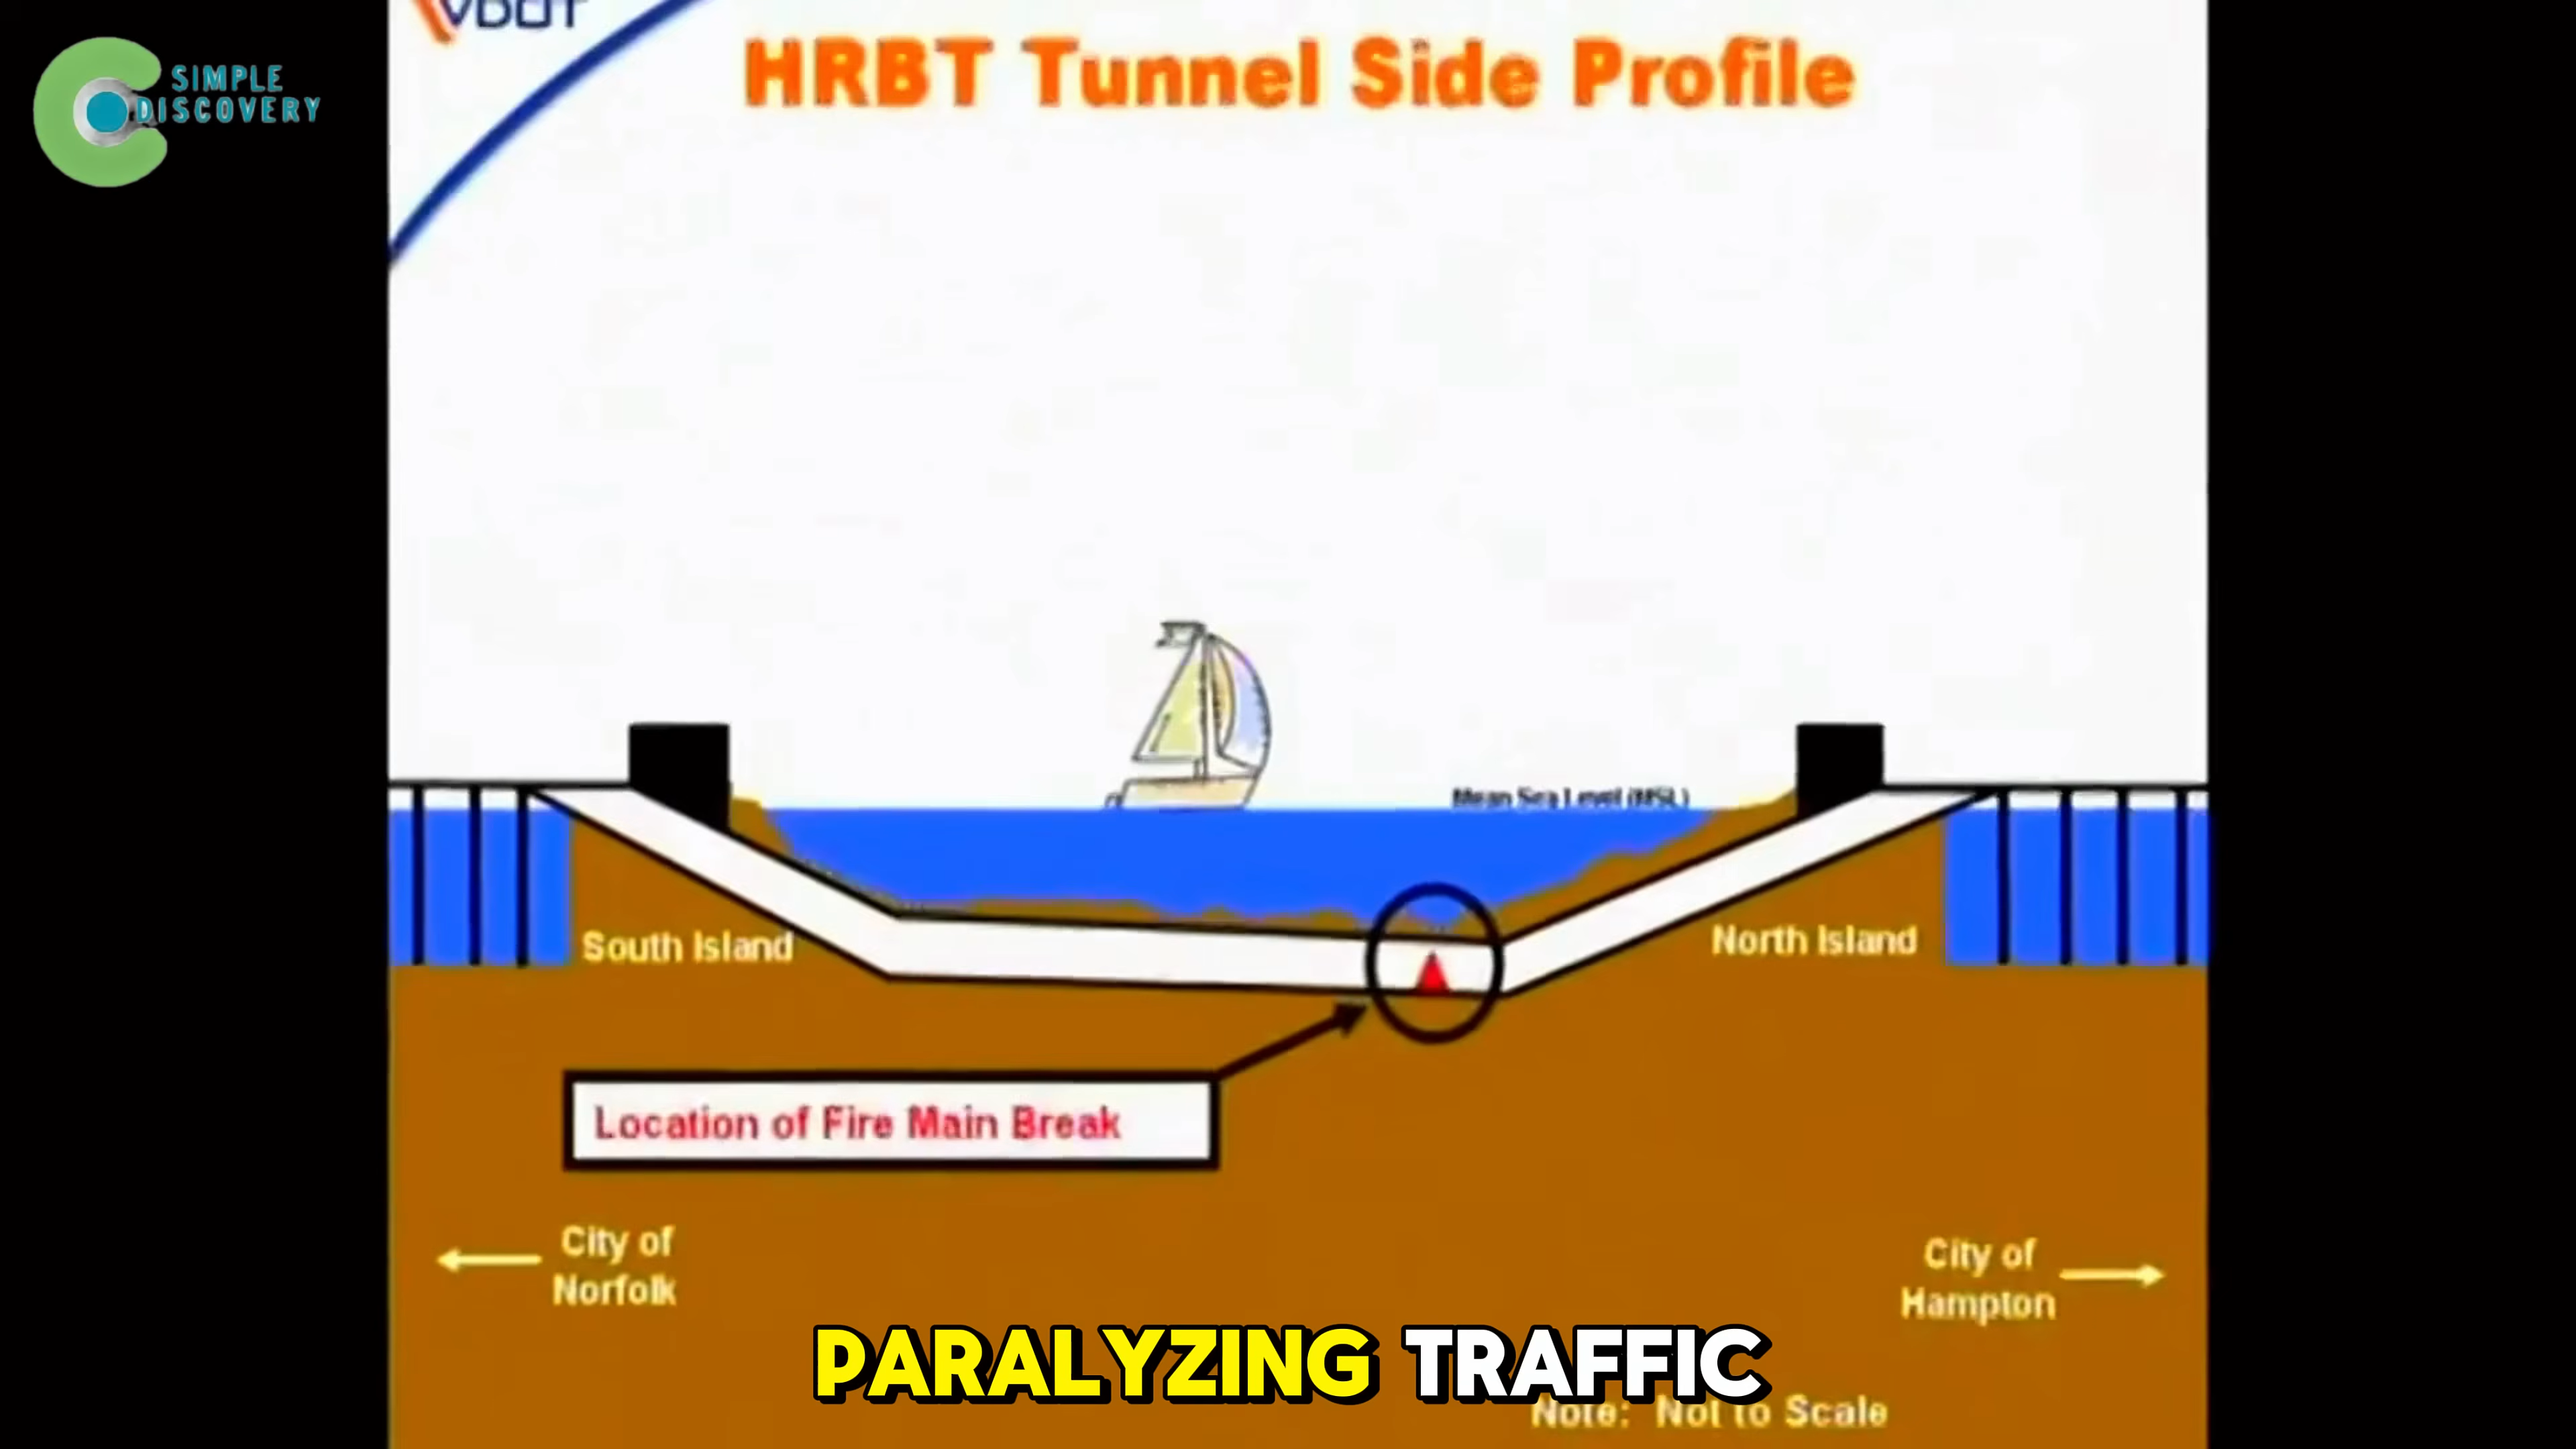 VDOT
SIMPLE
DISCOVERY
HRBT Tunnel Side Profile
Mean Sea Level (MSL)
South Island
North Island
Location of Fire Main Break
City of
Norfolk
City of
Hampton
PARALYZING TRAFFIC
Note: Not to Scale